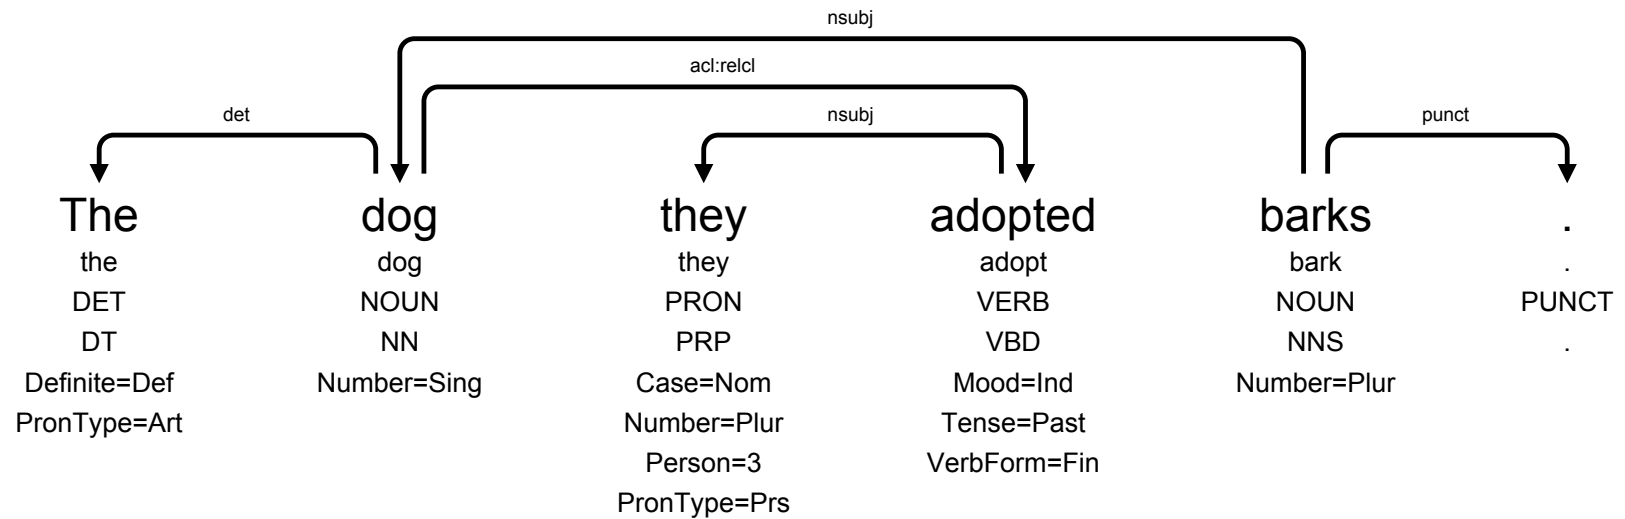 nsubj
acl:relcl
det nsubj punct
The dog they adopted barks .
the dog they adopt bark .
DET NOUN PRON VERB NOUN PUNCT
DT NN PRP VBD NNS .
Definite=Def Number=Sing Case=Nom Mood=Ind Number=Plur
PronType=Art Number=Plur Tense=Past
Person=3 VerbForm=Fin
PronType=Prs